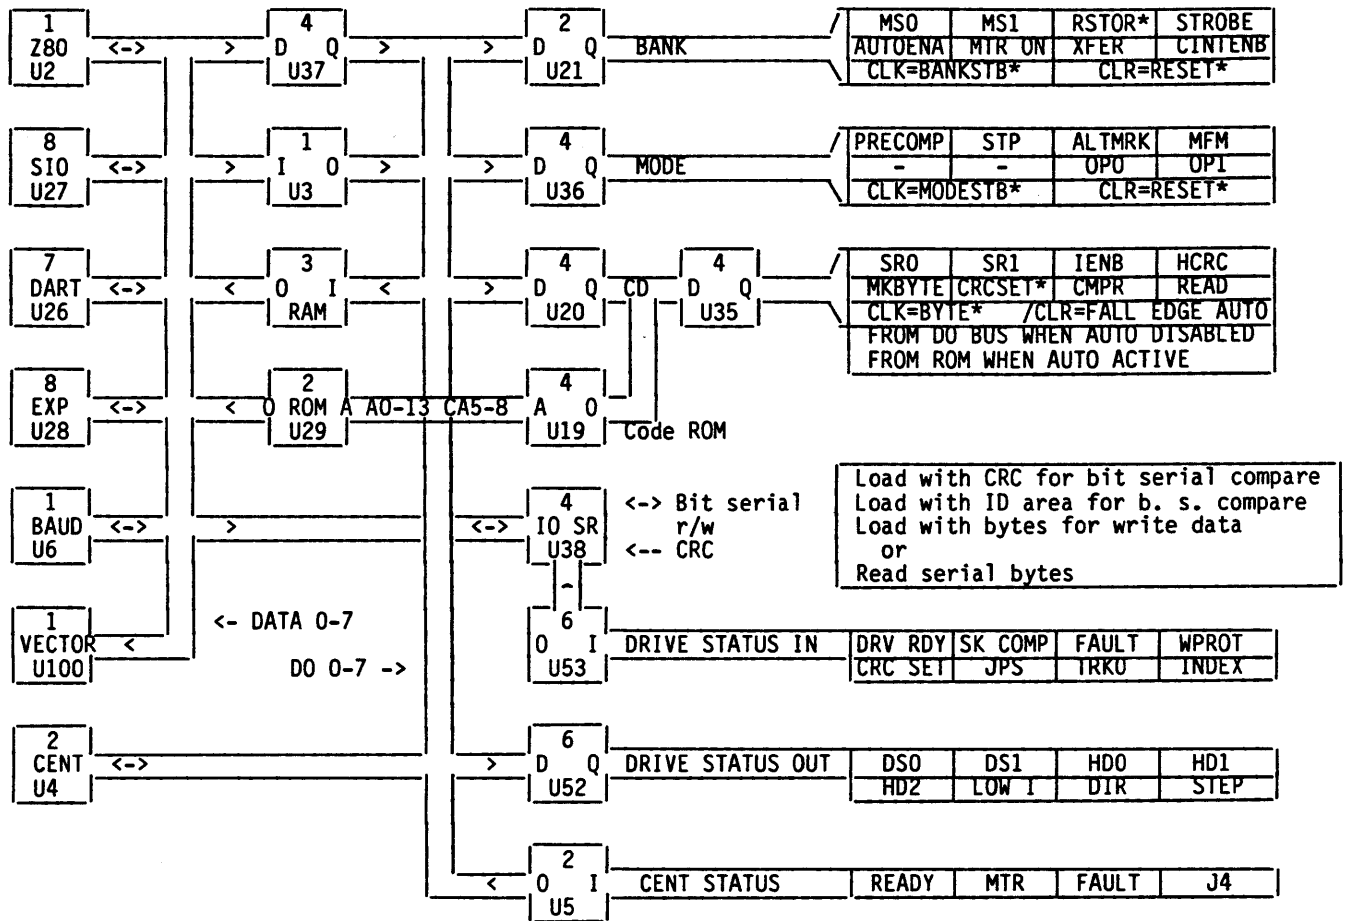 1 4 2 / MS0 MS1 RSTOR* STROBE
Z80 <-> > D Q > > D Q BANK AUTOENA MTR ON XFER CINTENB
U2 U37 U21 \ CLK=BANKSTB* CLR=RESET*
8 1 4 / PRECOMP STP ALTMRK MFM
SIO <-> > I O > > D Q MODE - - OP0 OP1
U27 U3 U36 \ CLK=MODESTB* CLR=RESET*
7 3 4 4 / SR0 SR1 IENB HCRC
DART <-> < O I < > D Q CD D Q MKBYTE CRCSET* CMPR READ
U26 RAM U20 U35 \ CLK=BYTE* /CLR=FALL EDGE AUTO
FROM DO BUS WHEN AUTO DISABLED
FROM ROM WHEN AUTO ACTIVE
8 2 4
EXP <-> < O ROM A A0-13 CA5-8 A O
U28 U29 U19 Code ROM
Load with CRC for bit serial compare
1 4 <-> Bit serial Load with ID area for b. s. compare
BAUD <-> > <-> IO SR r/w Load with bytes for write data
U6 U38 <-- CRC or
Read serial bytes
^
1 <- DATA 0-7 6
VECTOR < O I DRIVE STATUS IN DRV RDY SK COMP FAULT WPROT
U100 DO 0-7 -> U53 CRC SET JPS TRK0 INDEX
2 6
CENT <-> > D Q DRIVE STATUS OUT DS0 DS1 HD0 HD1
U4 U52 HD2 LOW I DIR STEP
2
< O I CENT STATUS READY MTR FAULT J4
U5